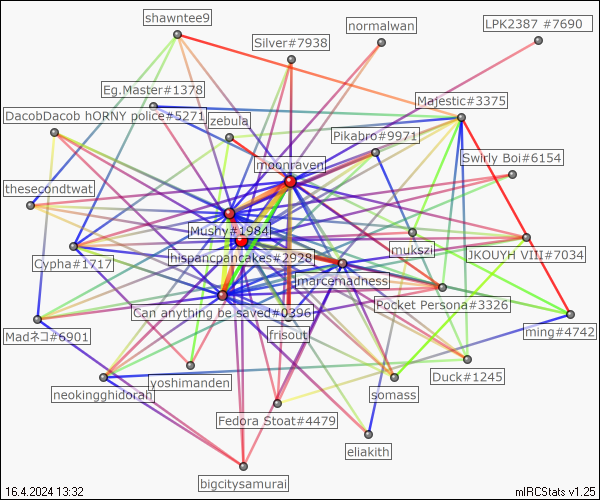 shawntee9
normalwan
LPK2387 #7690
Silver#7938
Eg.Master#1378
Majestic#3375
DacobDacob hORNY police#5271
zebula
Pikabro#9971
moonraven
Swlrly Boi#6154
thesecondtwat
Mushy#1984
mukszi
hispancpancakes#2928
JKOUYH VIII#7034
Cypha#1717
marcemadness
Pocket Persona#3326
Can anything be saved#0396
ming#4742
Madネコ#6901
frisout
Duck#1245
yoshimanden
neokingghidorah
somass
Fedora Stoat#4479
eliakith
bigcitysamurai
16.4.2024 13:32
mIRCStats v1.25